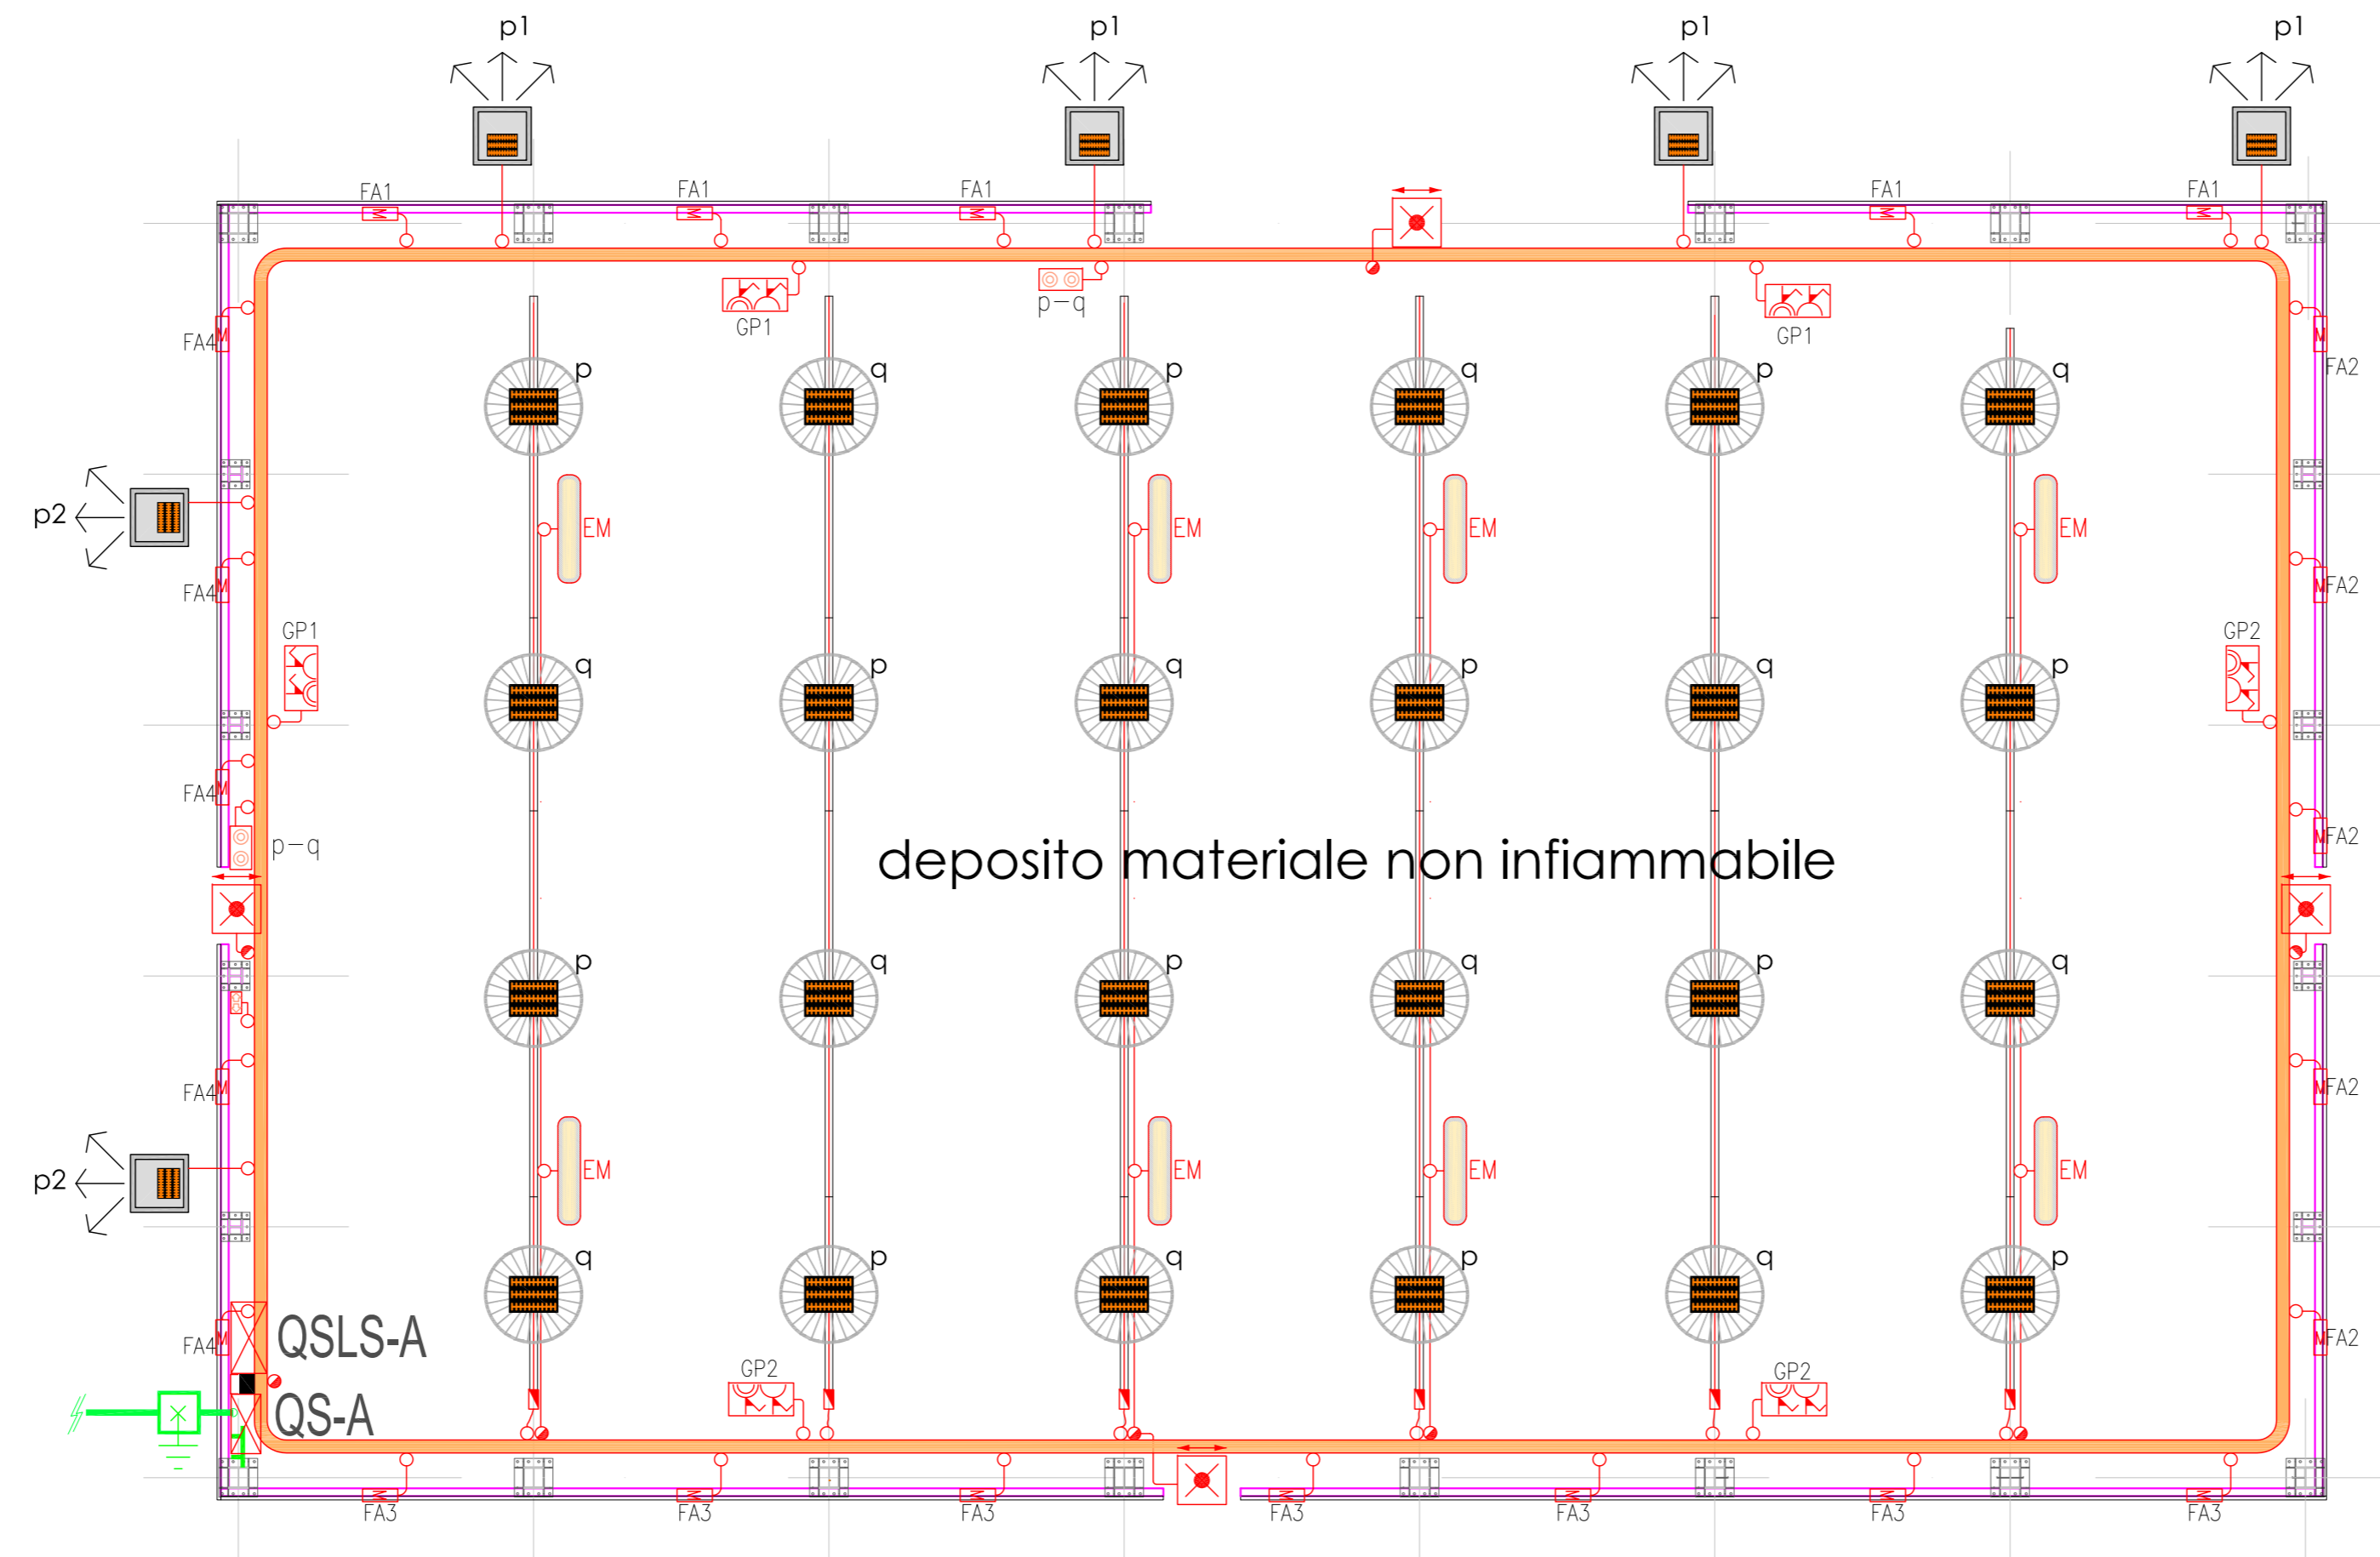 p1 p1 p1 p1
FA1 FA1 FA1 FA1 FA1
GP1 p-q GP1
FA4 M M FA2
p q p q p q
p2 EM EM EM EM
FA4 M M FA2
GP1 GP2
q p q p q p
FA4 M M FA2
p-q deposito materiale non infiammabile
p q p q p q
FA4 M M FA2
p2 EM EM EM EM
q p q p q p
FA4 M QSLS-A M FA2
GP2 GP2
QS-A
FA3 FA3 FA3 FA3 FA3 FA3 FA3